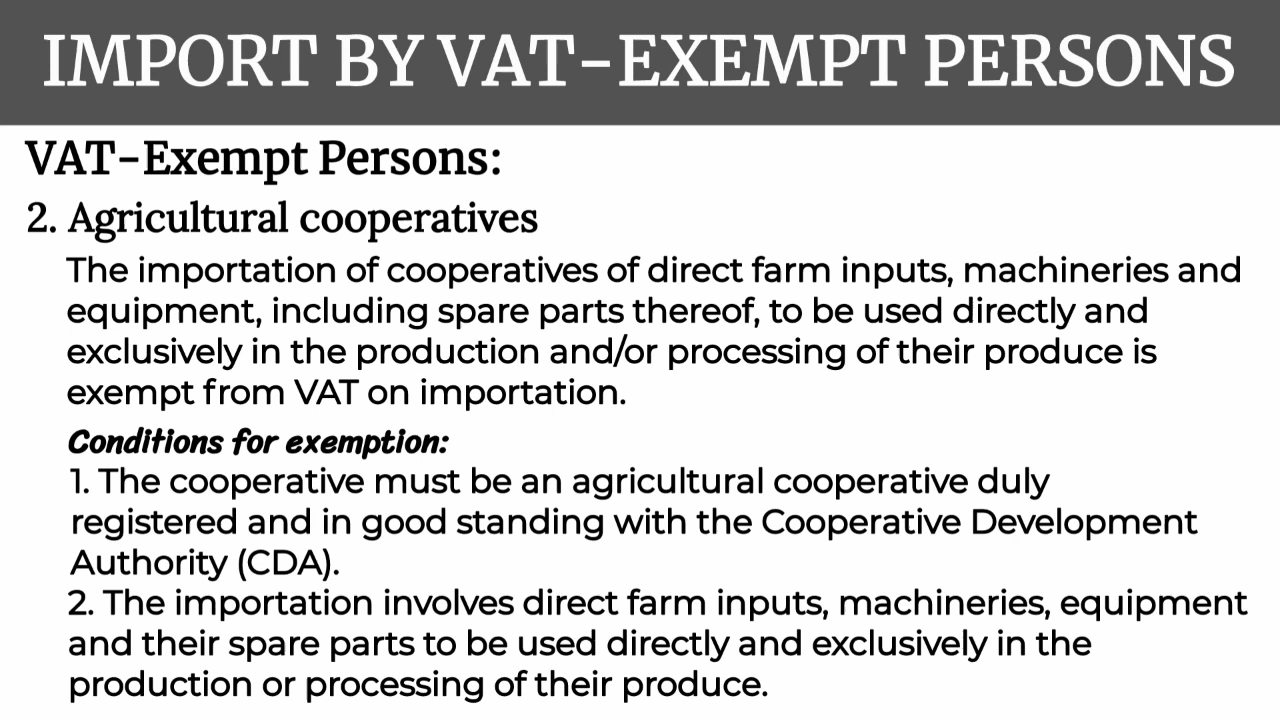 IMPORT BY VAT-EXEMPT PERSONS
VAT-Exempt Persons:
2. Agricultural cooperatives
The importation of cooperatives of direct farm inputs, machineries and
equipment, including spare parts thereof, to be used directly and
exclusively in the production and/or processing of their produce is
exempt from VAT on importation.
Conditions for exemption:
1. The cooperative must be an agricultural cooperative duly
registered and in good standing with the Cooperative Development
Authority (CDA).
2. The importation involves direct farm inputs, machineries, equipment
and their spare parts to be used directly and exclusively in the
production or processing of their produce.